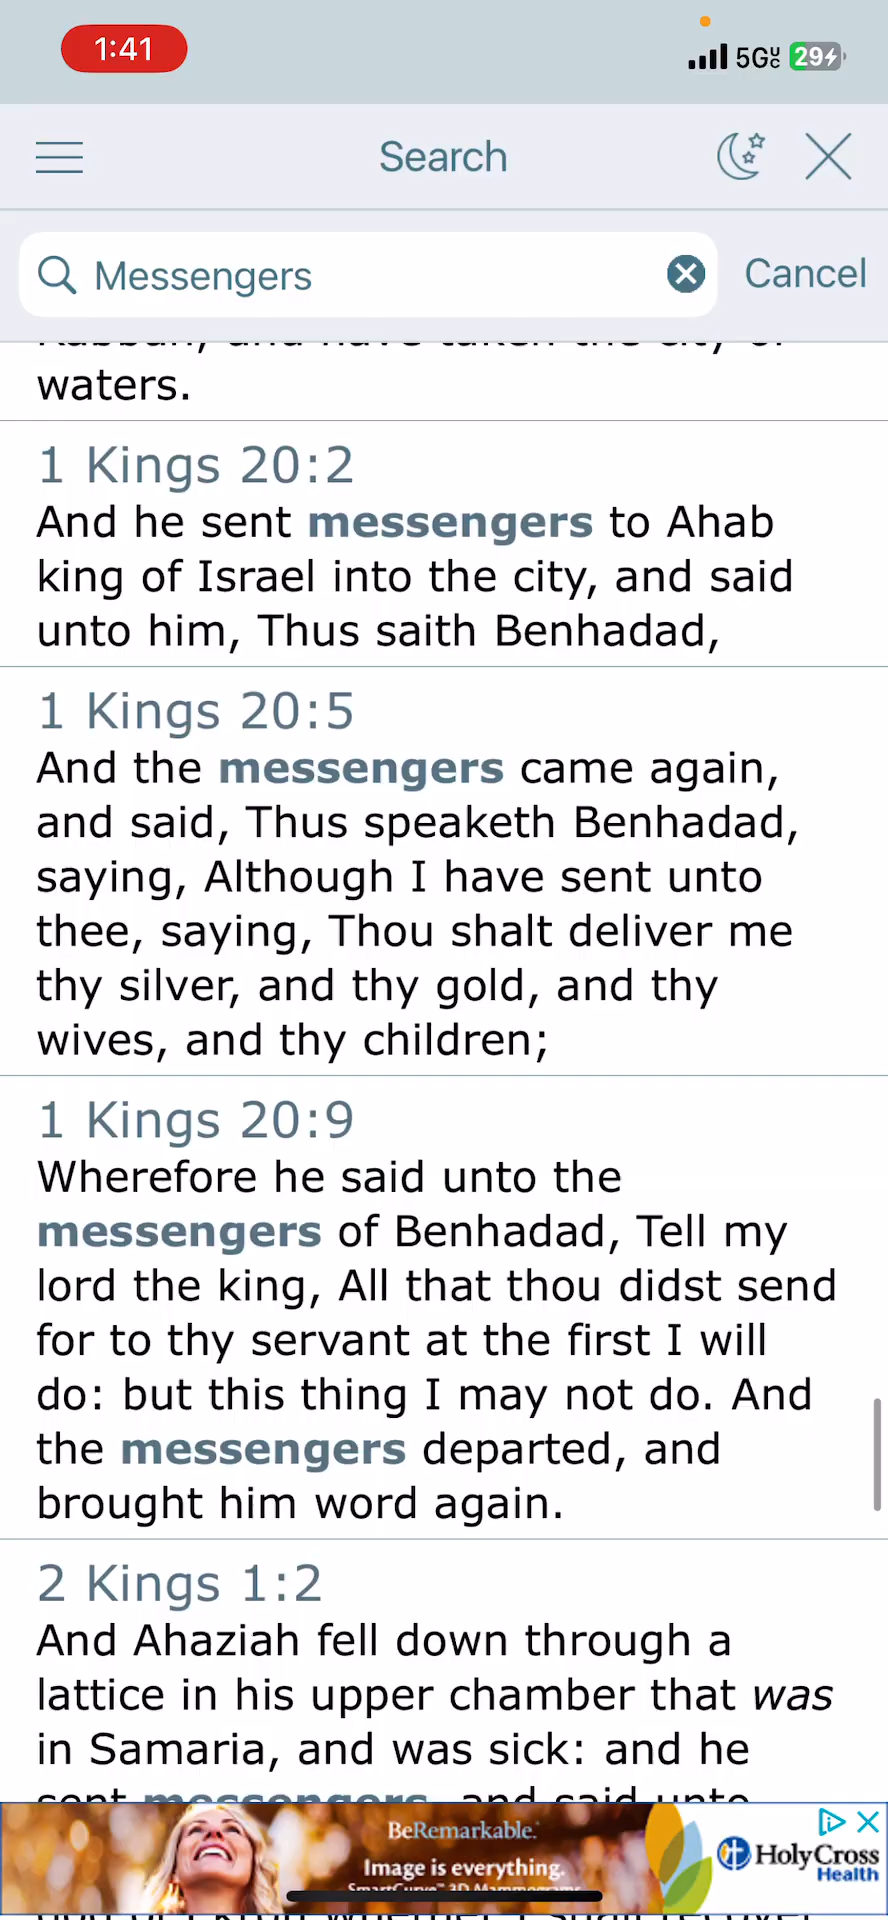 1:41
5G
29
Search
Messengers
Cancel
waters.
1 Kings 20:2
And he sent messengers to Ahab
king of Israel into the city, and said
unto him, Thus saith Benhadad,
1 Kings 20:5
And the messengers came again,
and said, Thus speaketh Benhadad,
saying, Although I have sent unto
thee, saying, Thou shalt deliver me
thy silver, and thy gold, and thy
wives, and thy children;
1 Kings 20:9
Wherefore he said unto the
messengers of Benhadad, Tell my
lord the king, All that thou didst send
for to thy servant at the first I will
do: but this thing I may not do. And
the messengers departed, and
brought him word again.
2 Kings 1:2
And Ahaziah fell down through a
lattice in his upper chamber that was
in Samaria, and was sick: and he
sent messengers, and said unto
BeRemarkable.
Image is everything.
HolyCross
Health